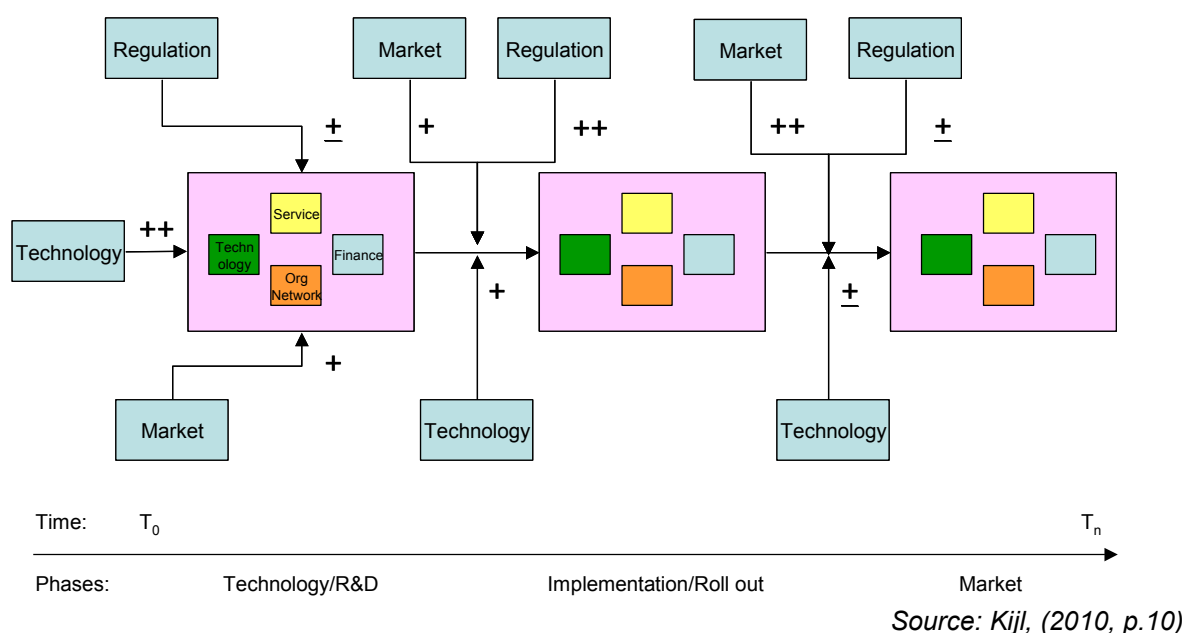 Regulation
Market
Regulation
Market
Regulation
±
+
++
++
±
Technology
++
Service
Techn
ology
Finance
Org
Network
+
±
+
Market
Technology
Technology
Time: T0 Tn
Phases: Technology/R&D Implementation/Roll out Market
Source: Kijl, (2010, p.10)